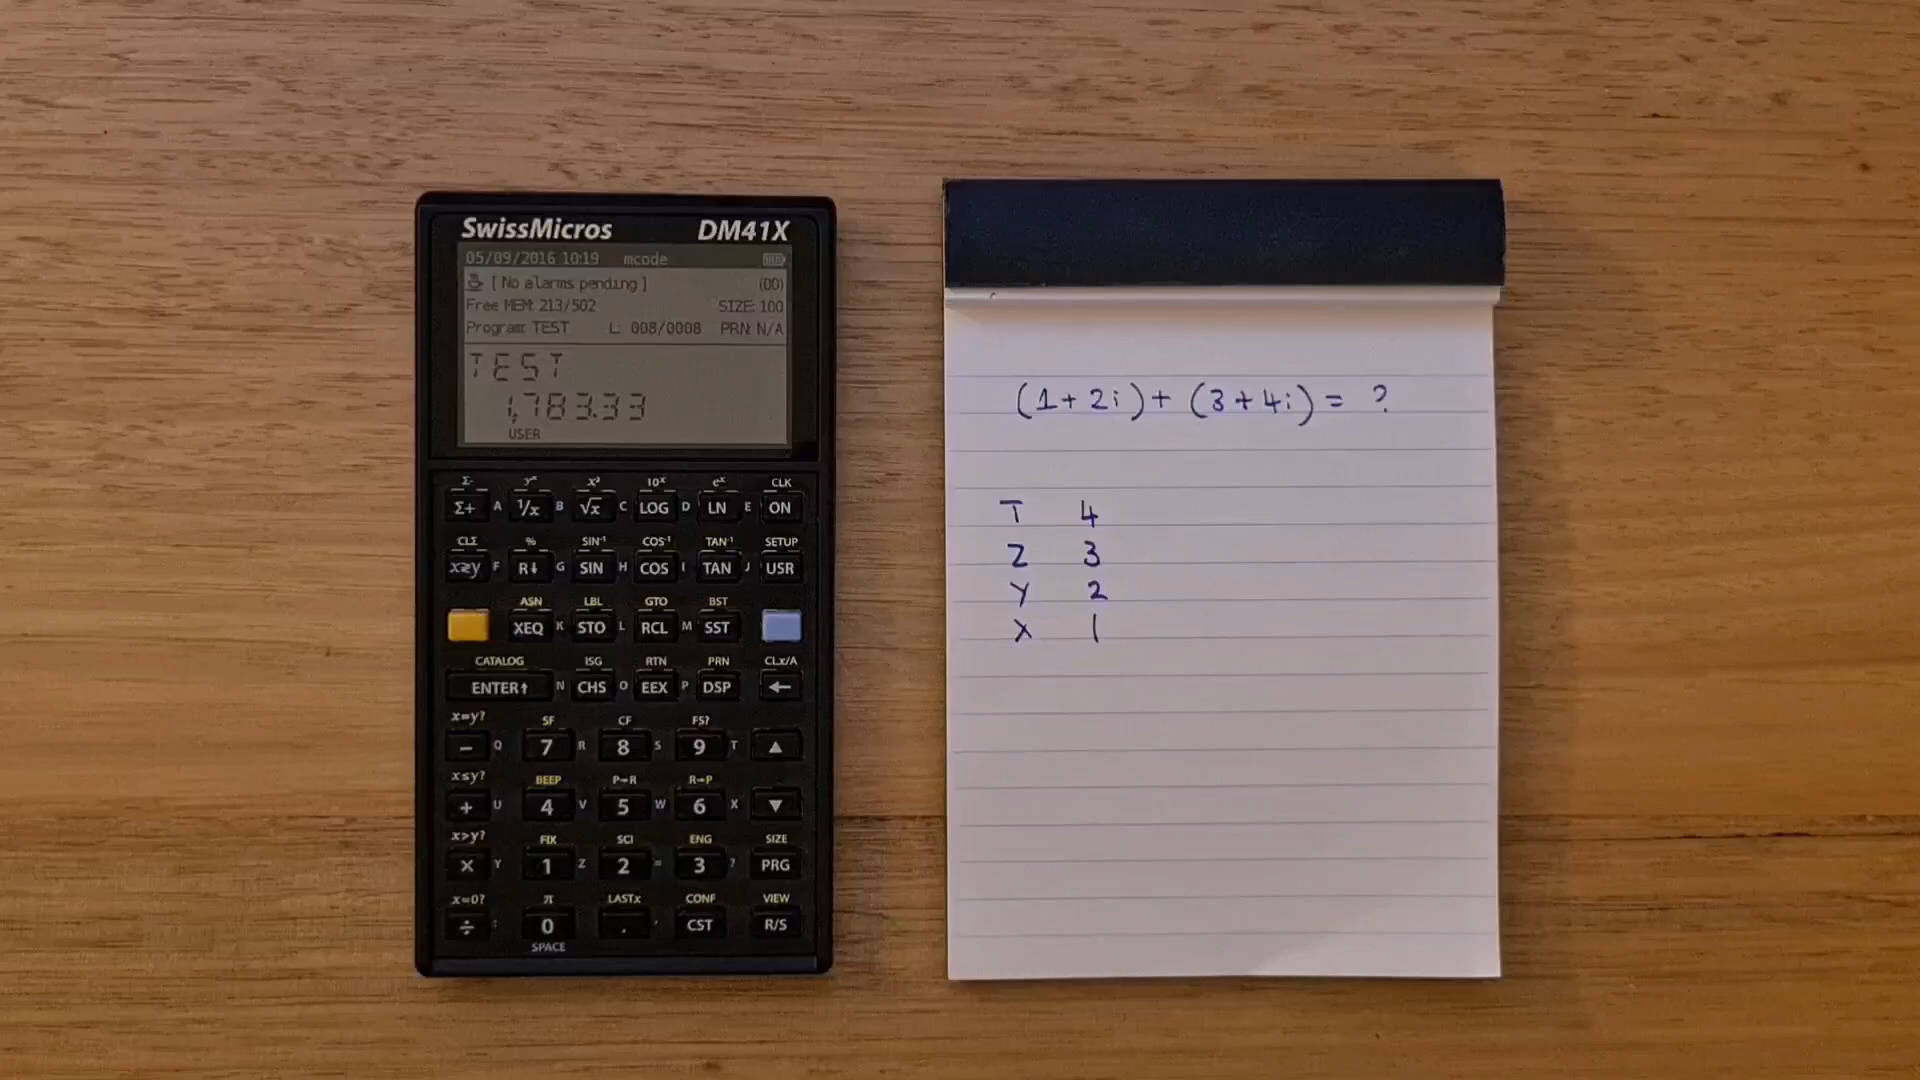 SwissMicros DM41X
05/09/2016 10:19 mcode
[ No alarms pending ] (00)
Free MEM: 213/502 SIZE: 100
Program: TEST L: 008/0008 PRN: N/A
TEST
1,783.33
USER
Σ- yˣ x² 10ˣ eˣ CLK
Σ+ A 1/x B √x C LOG D LN E ON
CLΣ % SIN⁻¹ COS⁻¹ TAN⁻¹ SETUP
x≷y F R↓ G SIN H COS I TAN J USR
ASN LBL GTO BST
XEQ K STO L RCL M SST
CATALOG ISG RTN PRN CLx/A
ENTER↑ N CHS O EEX P DSP ←
x=y? SF CF FS?
− Q 7 R 8 S 9 T ▲
x≤y? BEEP P→R R→P
+ U 4 V 5 W 6 X ▼
x>y? FIX SCI ENG SIZE
× Y 1 Z 2 = 3 ? PRG
x=0? π LASTx CONF VIEW
÷ : 0 . , CST R/S
SPACE
(1+2i)+(3+4i)= ?
T 4
Z 3
Y 2
X 1